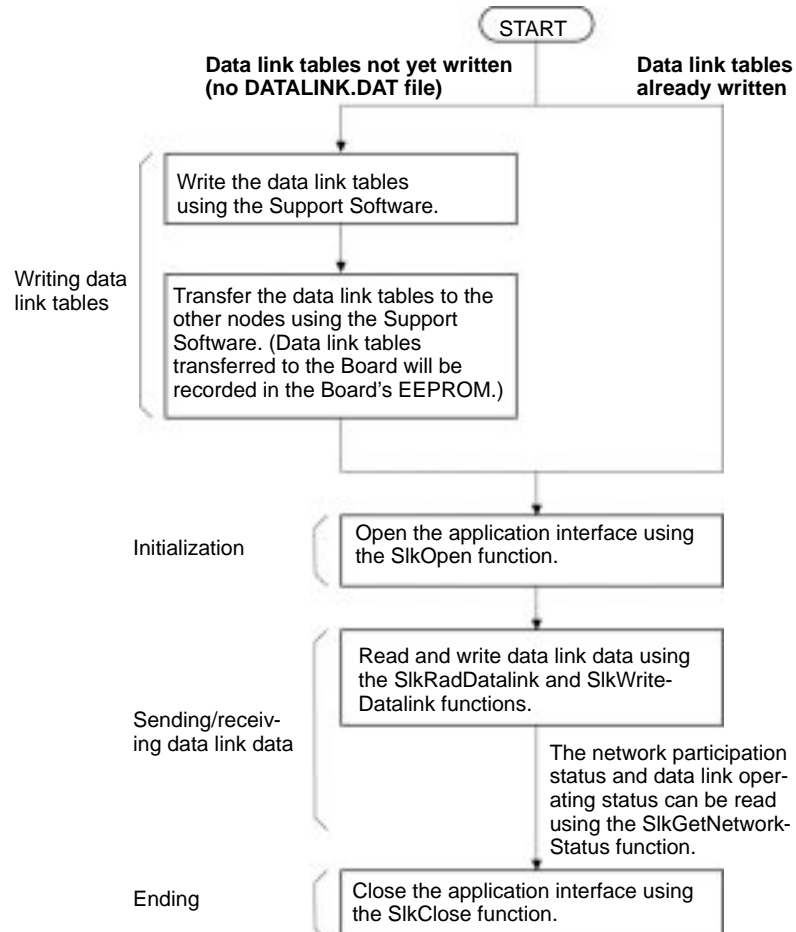 START
Data link tables not yet written
(no DATALINK.DAT file)
Data link tables
already written
Write the data link tables
using the Support Software.
Writing data
link tables
Transfer the data link tables to the
other nodes using the Support
Software. (Data link tables
transferred to the Board will be
recorded in the Board's EEPROM.)
Initialization
Open the application interface using
the SlkOpen function.
Sending/receiv-
ing data link data
Read and write data link data using
the SlkRadDatalink and SlkWrite-
Datalink functions.
The network participation
status and data link oper-
ating status can be read
using the SlkGetNetwork-
Status function.
Ending
Close the application interface using
the SlkClose function.